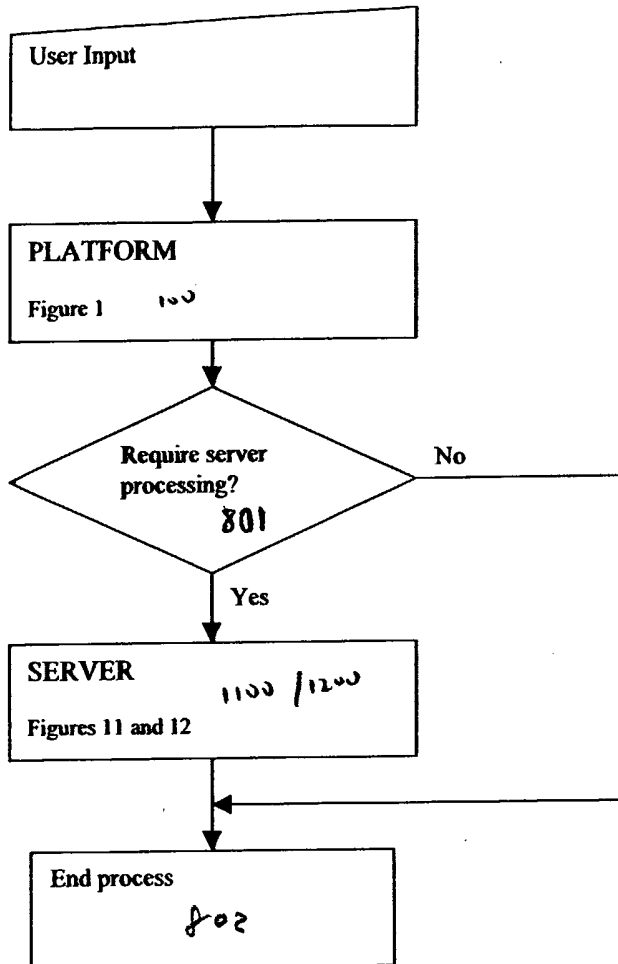 User Input
PLATFORM
Figure 1 100
Require server
processing?
801
No
Yes
SERVER
1100 / 1200
Figures 11 and 12
End process
802